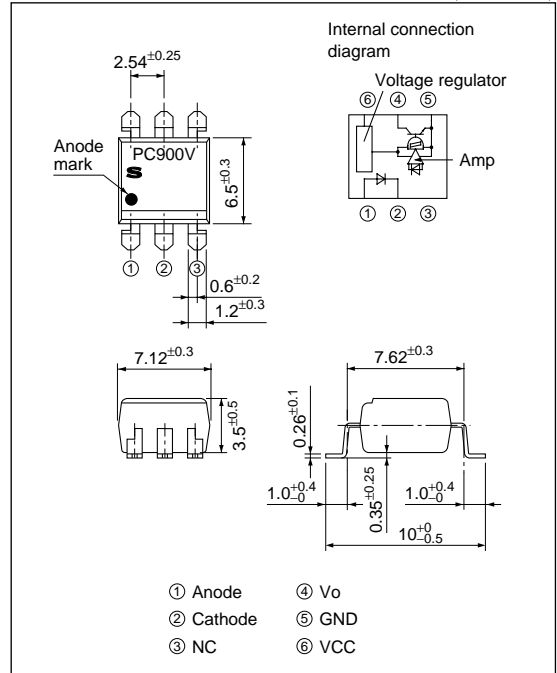 Internal connection
diagram
2.54±0.25
Voltage regulator
⑥ ④ ⑤
Anode
mark
PC900V
6.5±0.3
Amp
① ② ③
① ② ③
0.6±0.2
1.2±0.3
7.12±0.3
3.5±0.5
7.62±0.3
0.26±0.1
1.0+0.4−0
0.35±0.25
1.0+0.4−0
10+0−0.5
① Anode ④ Vo
② Cathode ⑤ GND
③ NC ⑥ VCC